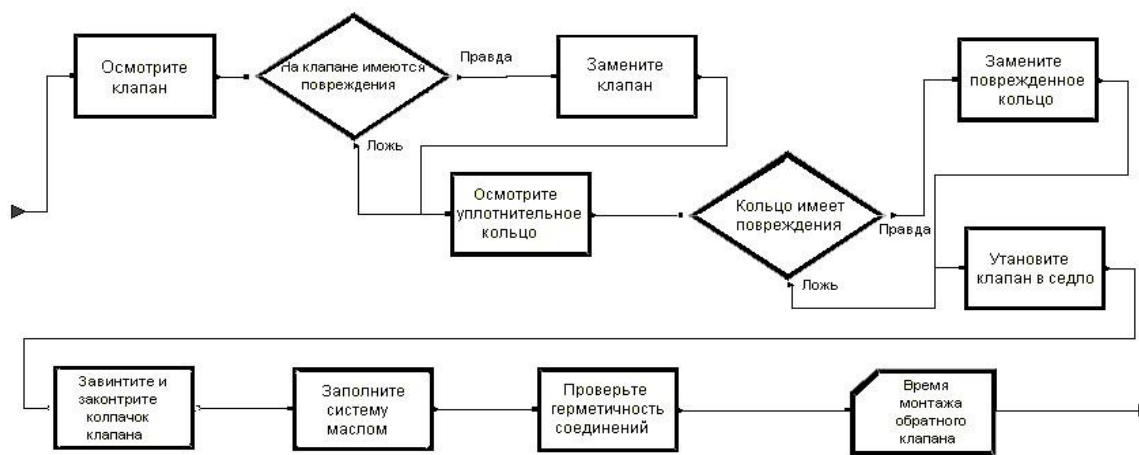 Осмотрите
клапан
На клапане имеются
повреждения
Правда
Ложь
Замените
клапан
Осмотрите
уплотнительное
кольцо
Кольцо имеет
повреждения
Правда
Ложь
Замените
поврежденное
кольцо
Утановите
клапан в седло
Завинтите и
законтрите
колпачок
клапана
Заполните
систему
маслом
Проверьте
герметичность
соединений
Время
монтажа
обратного
клапана